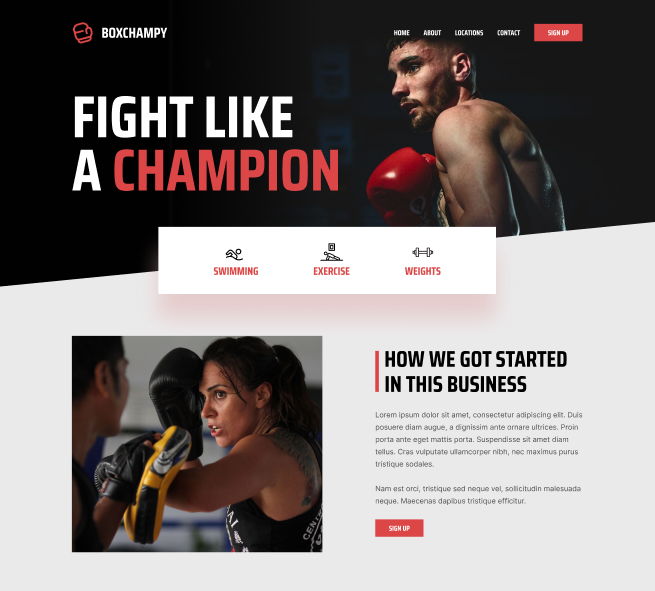 BOXCHAMPY
HOME ABOUT LOCATIONS CONTACT SIGN UP
FIGHT LIKE
A CHAMPION
SWIMMING EXERCISE WEIGHTS
HOW WE GOT STARTED
IN THIS BUSINESS
Lorem ipsum dolor sit amet, consectetur adipiscing elit. Duis
posuere diam augue, a dignissim ante ornare ultrices. Proin
porta ante eget mattis porta. Suspendisse sit amet diam
tellus. Cras vulputate ullamcorper nibh, nec maximus purus
tristique sodales.
Nam est orci, tristique sed neque vel, sollicitudin malesuada
neque. Maecenas dapibus tristique efficitur.
SIGN UP